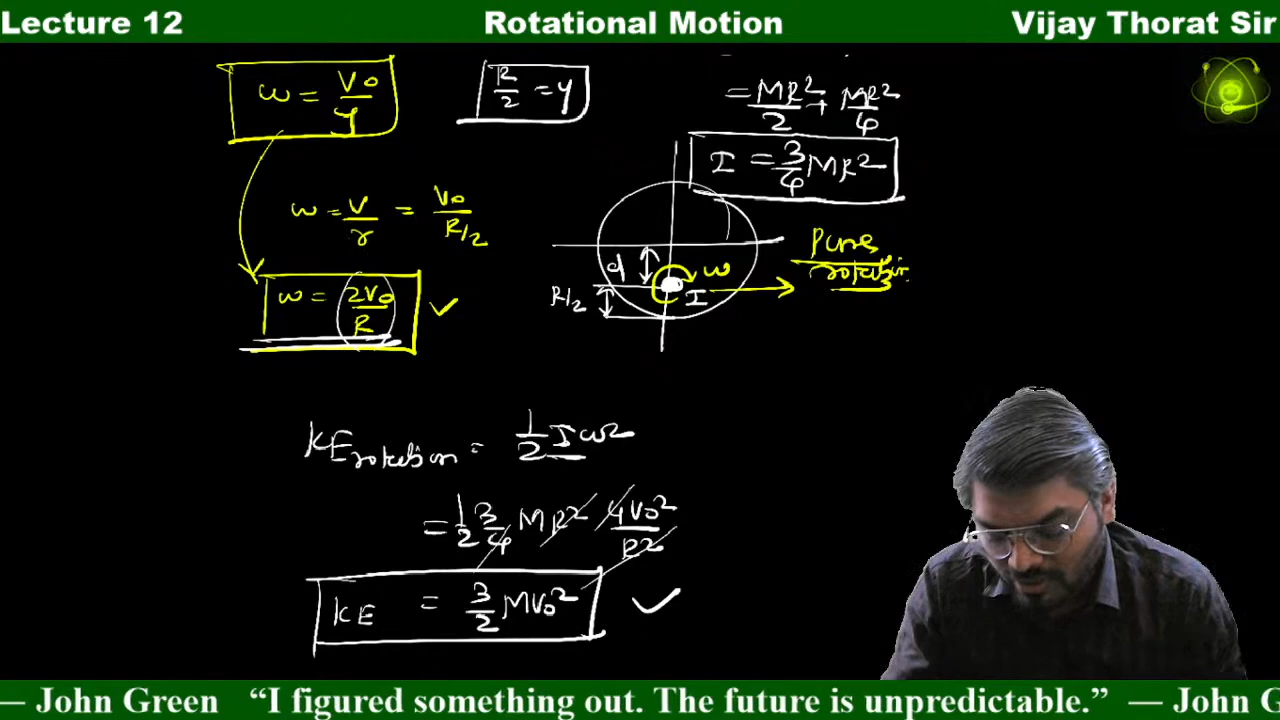 Lecture 12
Rotational Motion
Vijay Thorat Sir
ω = V₀/y
R/2 = y
= MR²/2 + MR²/4
I = 3/4 MR²
ω = V/r = V₀/R/2
ω = 2V₀/R ✓
d
R/2
ω
I
Pure
rotation
KE rotation = 1/2 Iω²
= 1/2 3/4 MR² 4V₀²/R²
KE = 3/2 MV₀² ✓
— John Green “I figured something out. The future is unpredictable.” — John G